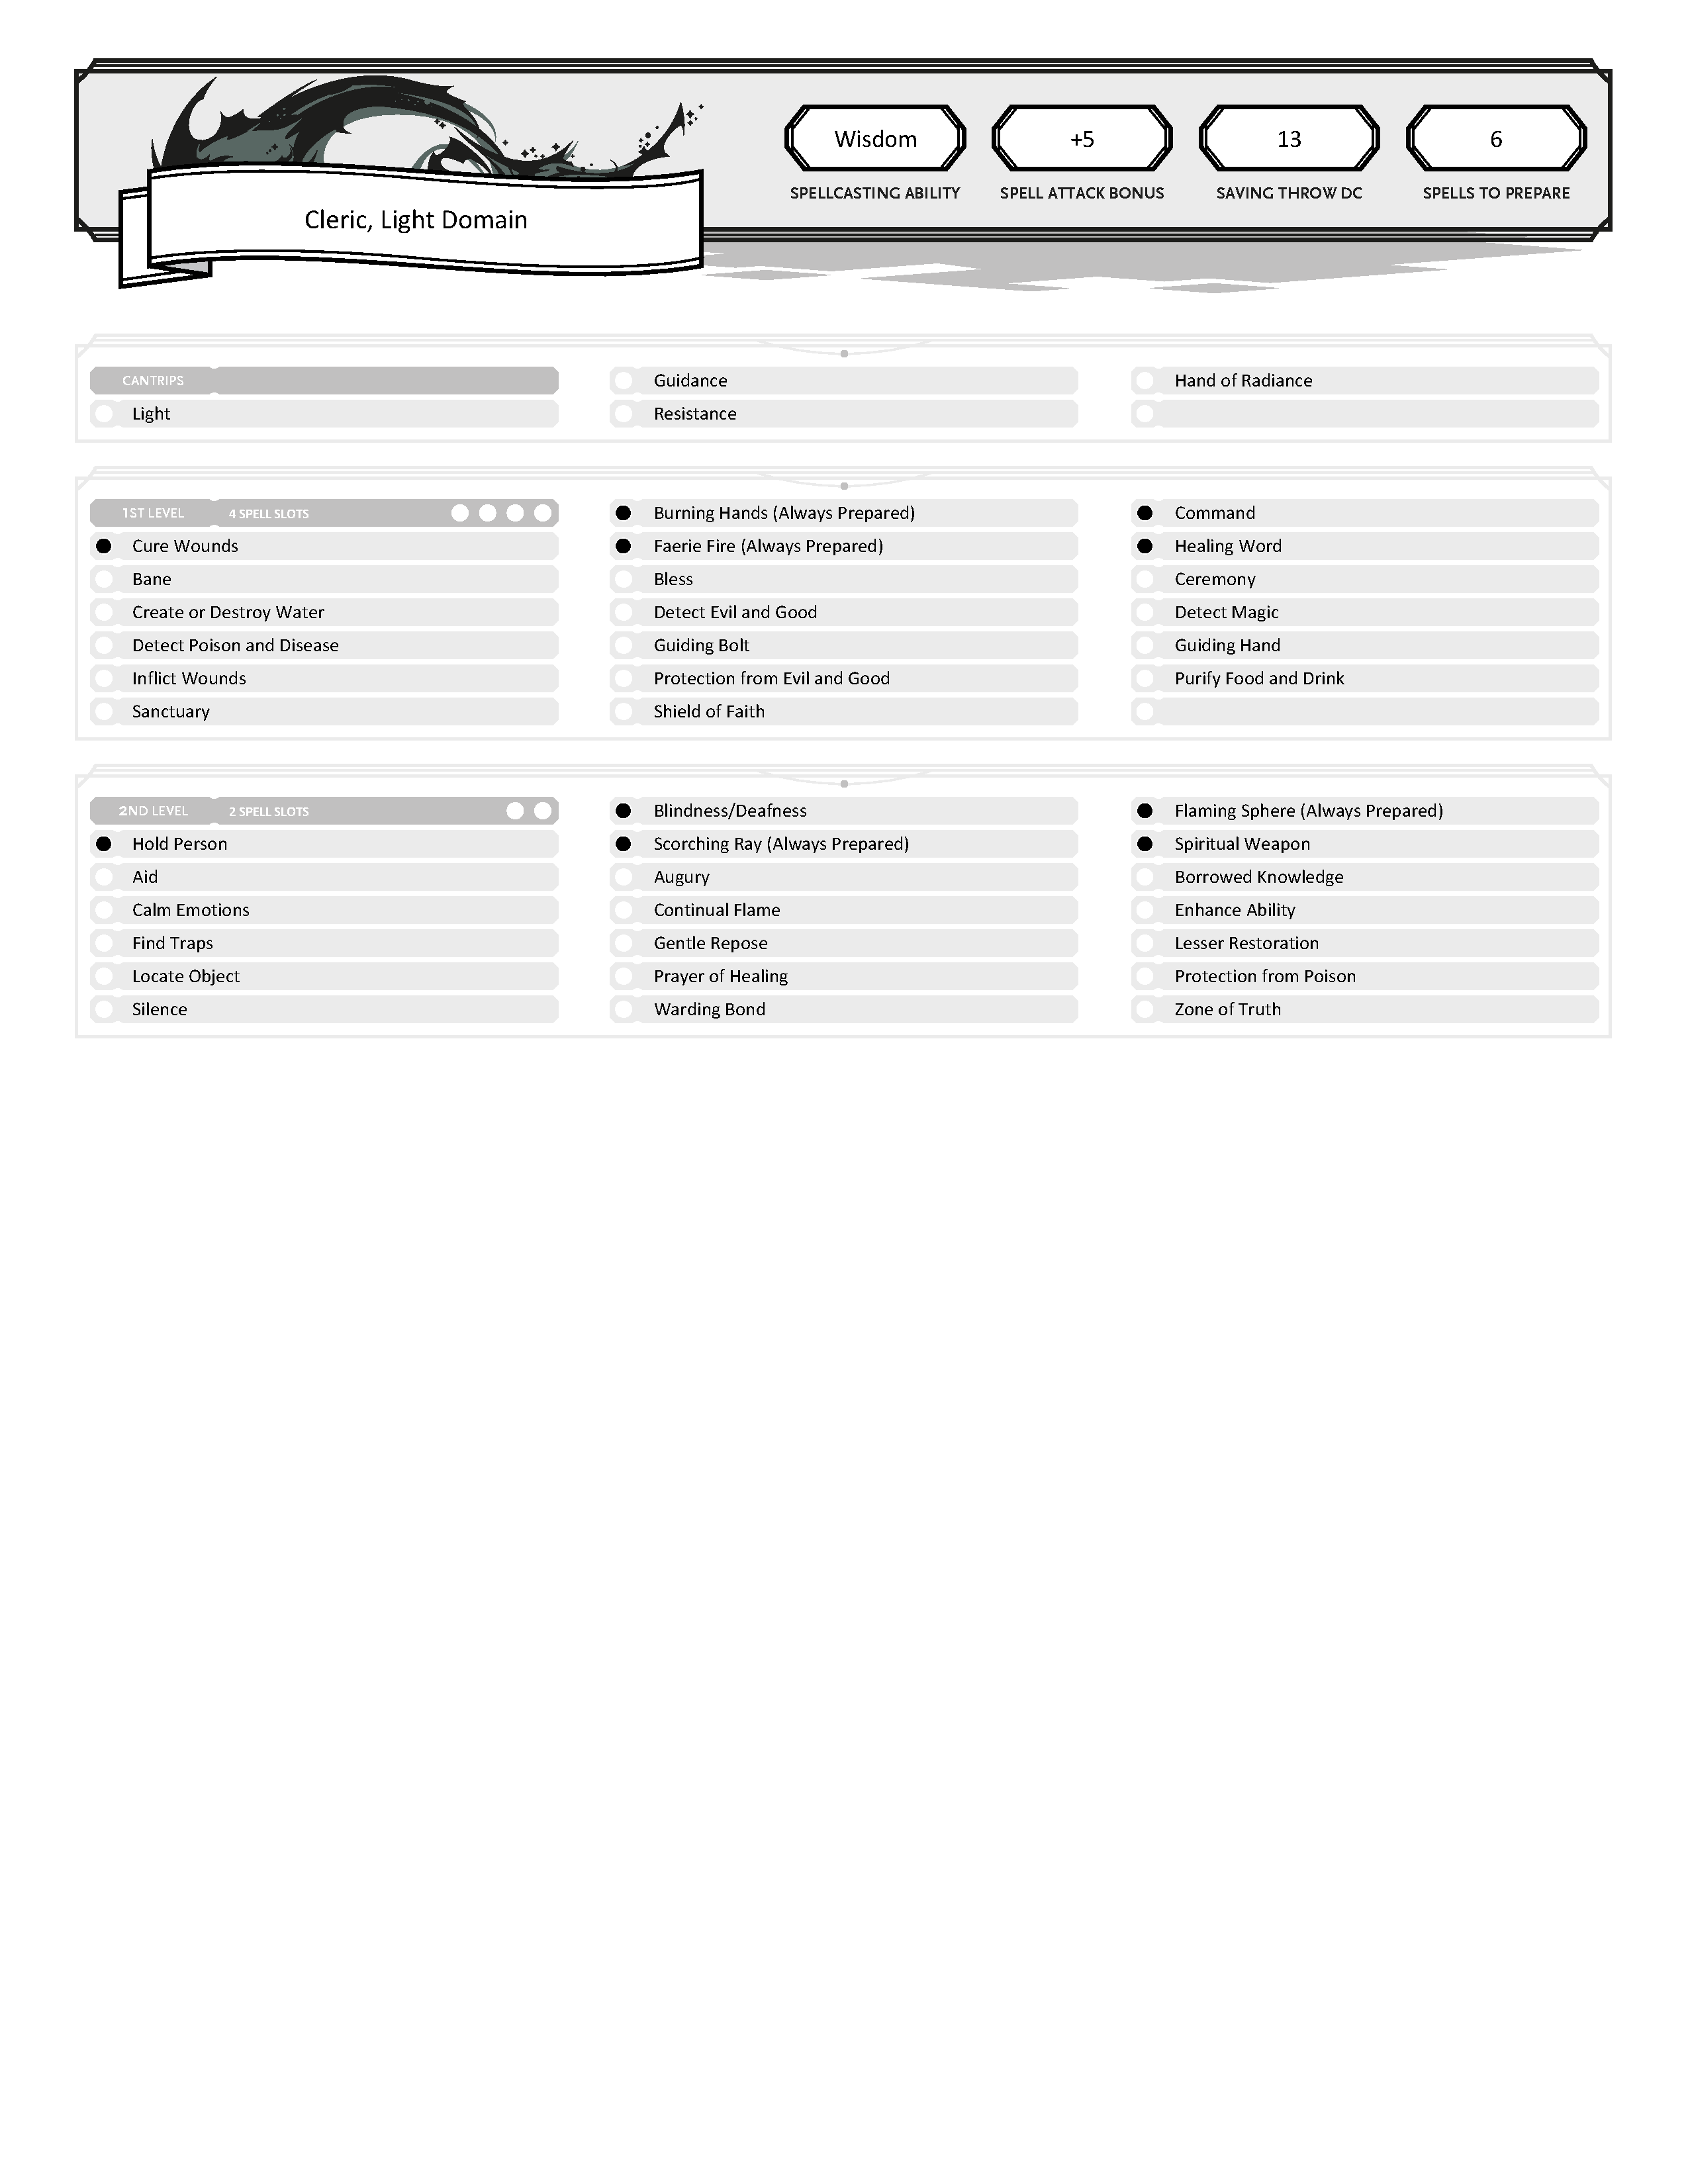 Wisdom +5 13 6
SPELLCASTING ABILITY SPELL ATTACK BONUS SAVING THROW DC SPELLS TO PREPARE
Cleric, Light Domain
CANTRIPS Guidance Hand of Radiance
Light Resistance
1ST LEVEL 4 SPELL SLOTS Burning Hands (Always Prepared) Command
Cure Wounds Faerie Fire (Always Prepared) Healing Word
Bane Bless Ceremony
Create or Destroy Water Detect Evil and Good Detect Magic
Detect Poison and Disease Guiding Bolt Guiding Hand
Inflict Wounds Protection from Evil and Good Purify Food and Drink
Sanctuary Shield of Faith
2ND LEVEL 2 SPELL SLOTS Blindness/Deafness Flaming Sphere (Always Prepared)
Hold Person Scorching Ray (Always Prepared) Spiritual Weapon
Aid Augury Borrowed Knowledge
Calm Emotions Continual Flame Enhance Ability
Find Traps Gentle Repose Lesser Restoration
Locate Object Prayer of Healing Protection from Poison
Silence Warding Bond Zone of Truth